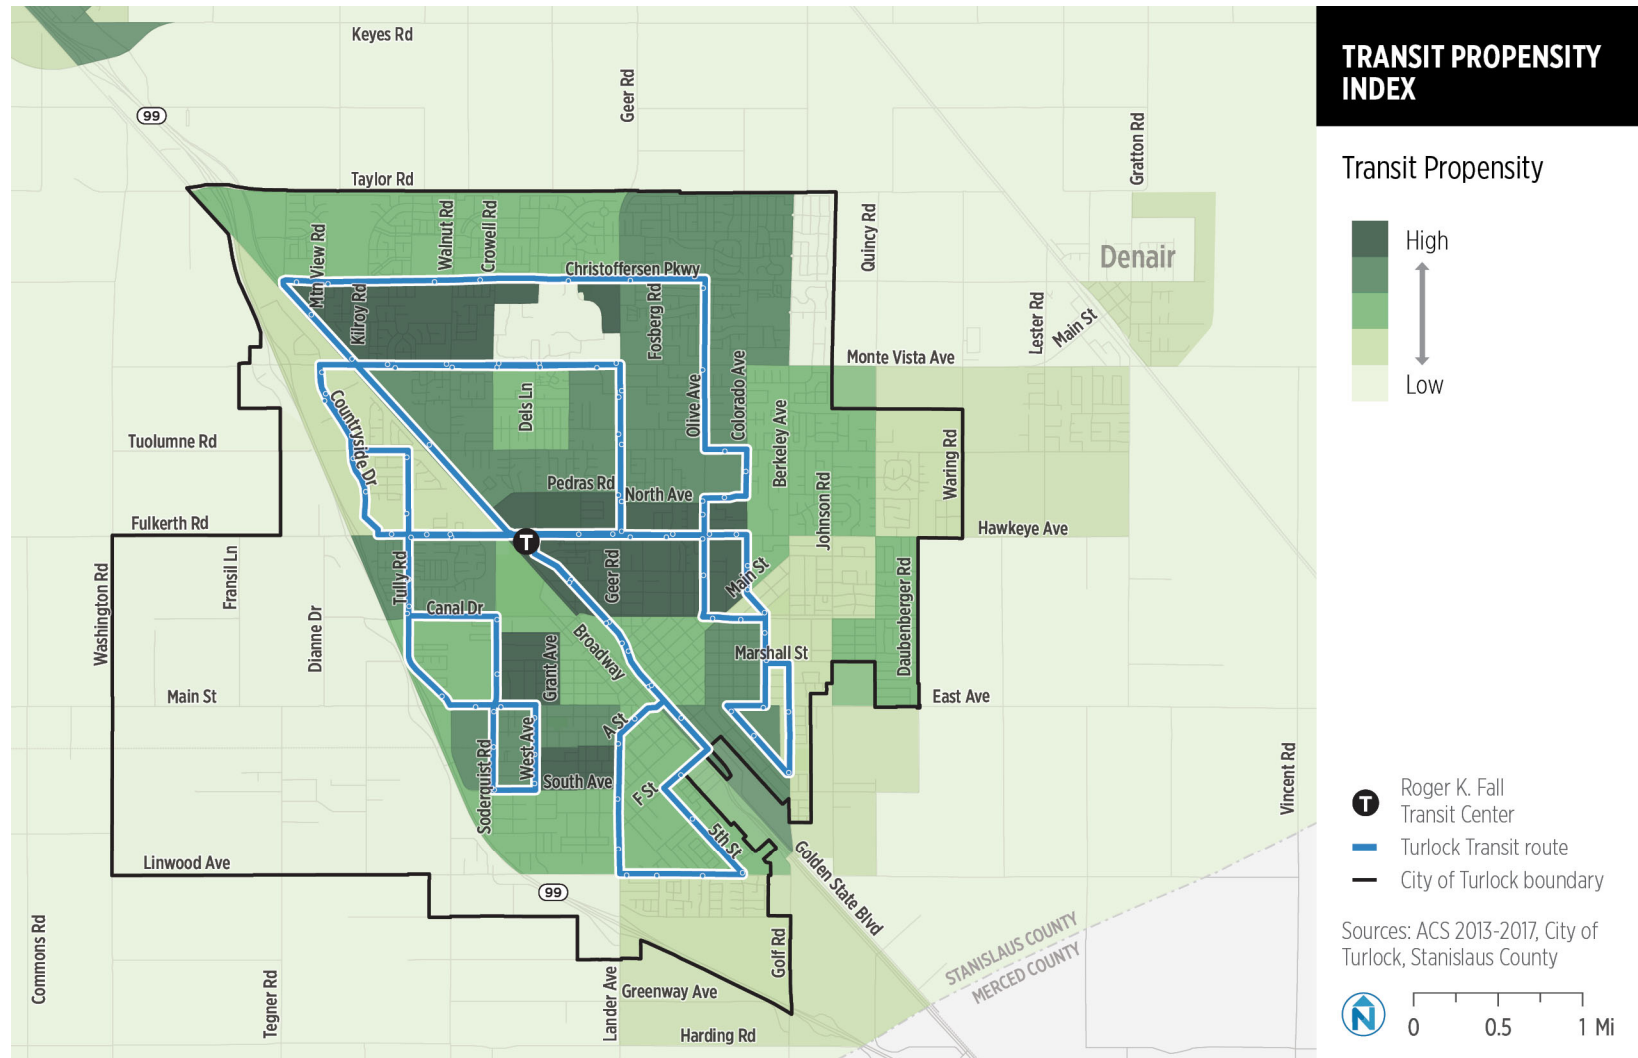 Keyes Rd
Geer Rd
99
Gratton Rd
TRANSIT PROPENSITY
INDEX
Transit Propensity
High
Low
Taylor Rd
Quincy Rd
Denair
Mtn View Rd
Walnut Rd
Crowell Rd
Christoffersen Pkwy
Kilroy Rd
Fosberg Rd
Lester Rd
Main St
Monte Vista Ave
Dels Ln
Olive Ave
Colorado Ave
Berkeley Ave
Countryside Dr
Tuolumne Rd
Waring Rd
Pedras Rd
North Ave
Johnson Rd
Fulkerth Rd
Hawkeye Ave
T
Fransil Ln
Washington Rd
Tully Rd
Geer Rd
Main St
Daubenberger Rd
Canal Dr
Dianne Dr
Grant Ave
Broadway
Marshall St
Main St
East Ave
A St
West Ave
Soderquist Rd
South Ave
F St
5th St
Vincent Rd
Linwood Ave
99
Golden State Blvd
Commons Rd
Tegner Rd
Lander Ave
Golf Rd
Greenway Ave
Harding Rd
STANISLAUS COUNTY
MERCED COUNTY
T
Roger K. Fall
Transit Center
Turlock Transit route
City of Turlock boundary
Sources: ACS 2013-2017, City of
Turlock, Stanislaus County
N
0 0.5 1 Mi